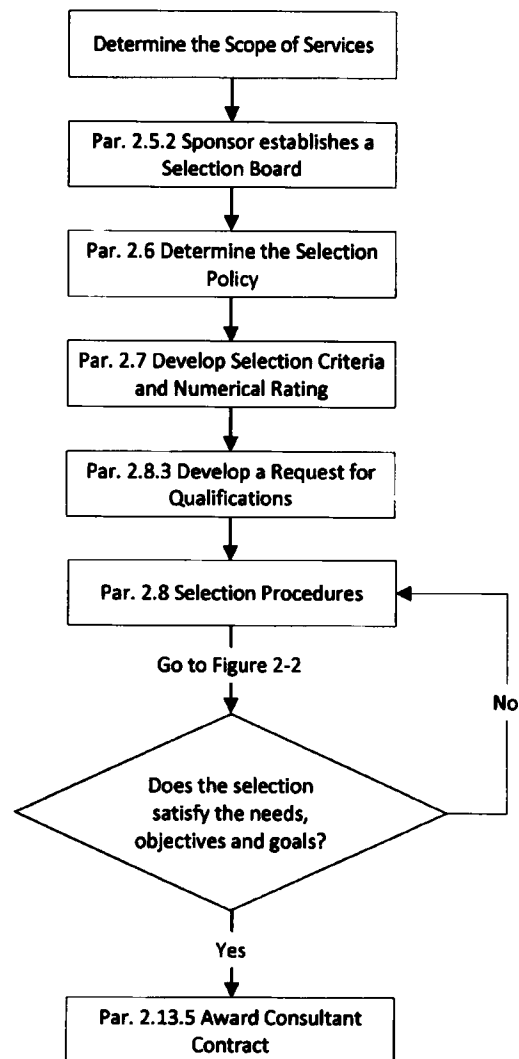 Determine the Scope of Services
Par. 2.5.2 Sponsor establishes a
Selection Board
Par. 2.6 Determine the Selection
Policy
Par. 2.7 Develop Selection Criteria
and Numerical Rating
Par. 2.8.3 Develop a Request for
Qualifications
Par. 2.8 Selection Procedures
Go to Figure 2-2
No
Does the selection
satisfy the needs,
objectives and goals?
Yes
Par. 2.13.5 Award Consultant
Contract